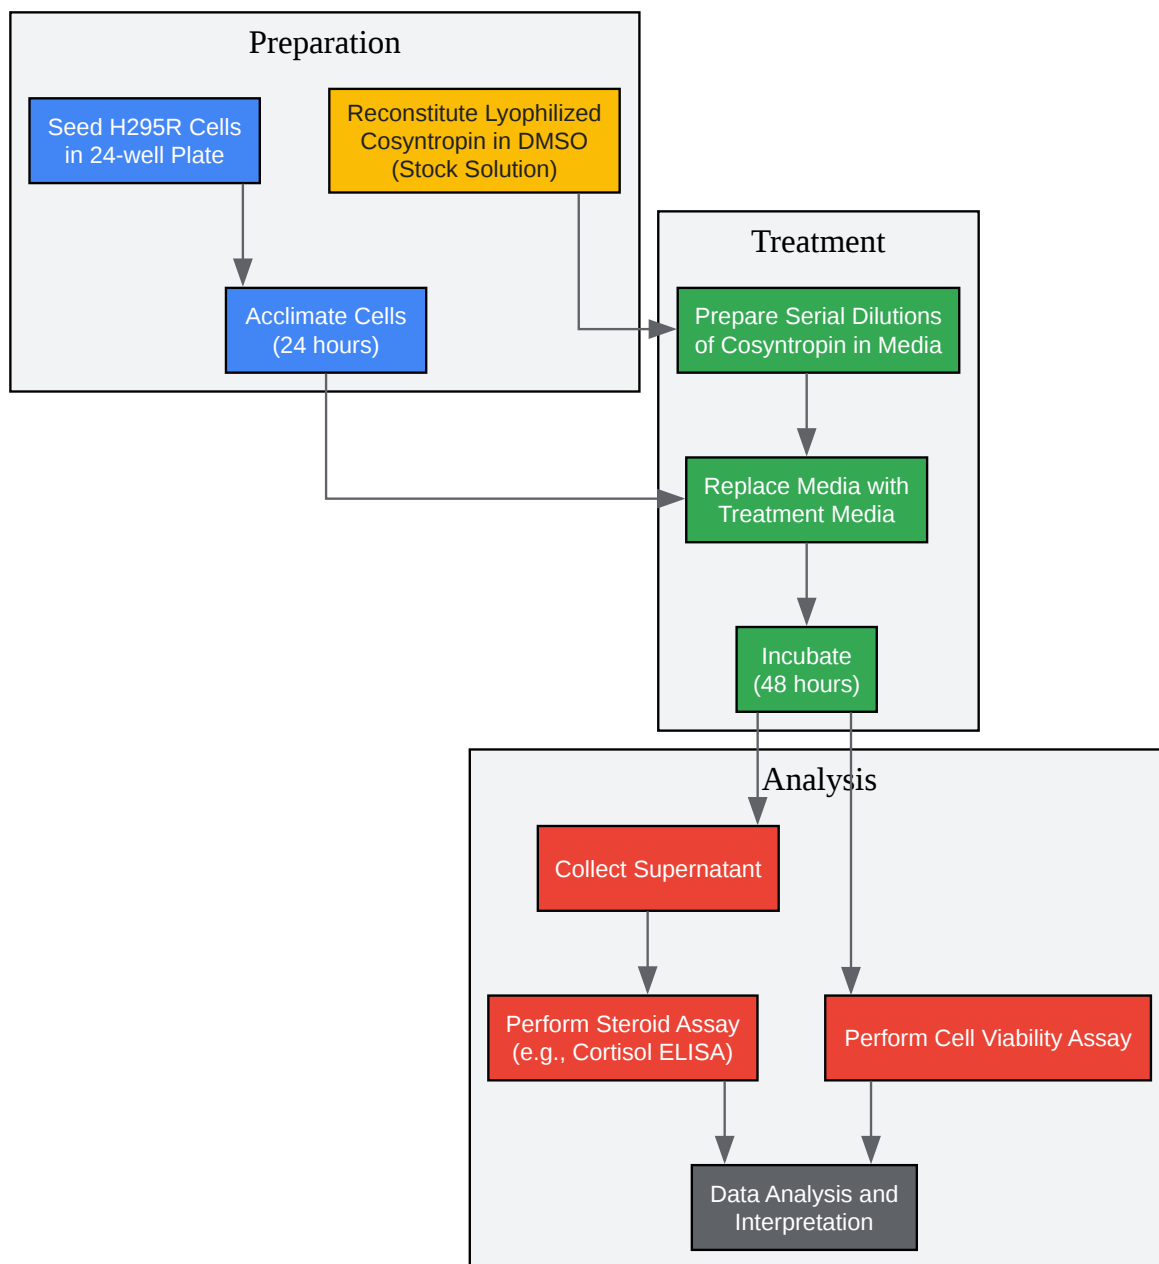 Preparation
Seed H295R Cells
in 24-well Plate
Reconstitute Lyophilized
Cosyntropin in DMSO
(Stock Solution)
Acclimate Cells
(24 hours)
Treatment
Prepare Serial Dilutions
of Cosyntropin in Media
Replace Media with
Treatment Media
Incubate
(48 hours)
Analysis
Collect Supernatant
Perform Steroid Assay
(e.g., Cortisol ELISA)
Perform Cell Viability Assay
Data Analysis and
Interpretation